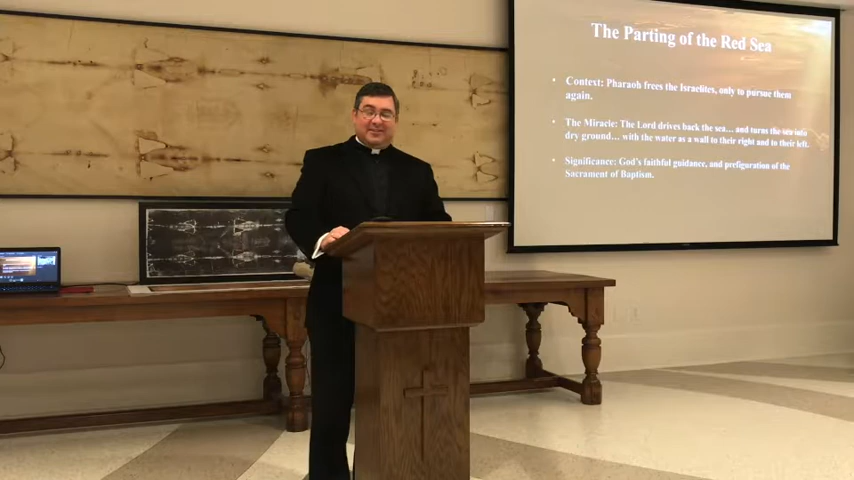 The Parting of the Red Sea
• Context: Pharaoh frees the Israelites, only to pursue them
again.
• The Miracle: The Lord drives back the sea… and turns the sea into
dry ground… with the water as a wall to their right and to their left.
• Significance: God's faithful guidance, and prefiguration of the
Sacrament of Baptism.